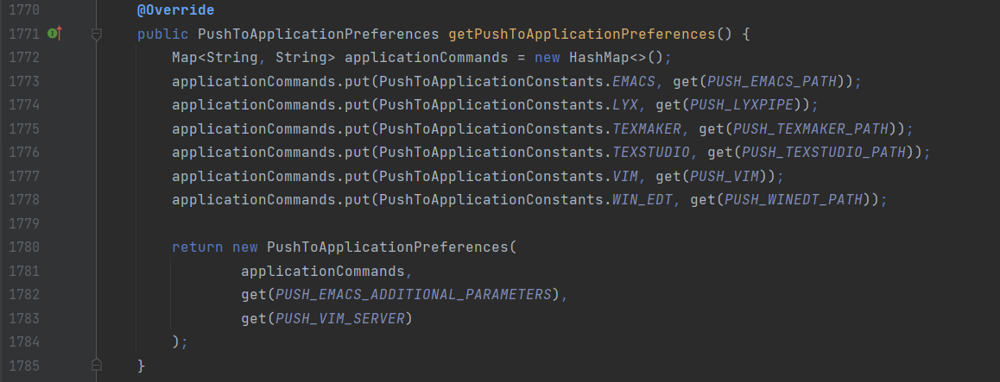 1770 @Override
1771 public PushToApplicationPreferences getPushToApplicationPreferences() {
1772 Map<String, String> applicationCommands = new HashMap<>();
1773 applicationCommands.put(PushToApplicationConstants.EMACS, get(PUSH_EMACS_PATH));
1774 applicationCommands.put(PushToApplicationConstants.LYX, get(PUSH_LYXPIPE));
1775 applicationCommands.put(PushToApplicationConstants.TEXMAKER, get(PUSH_TEXMAKER_PATH));
1776 applicationCommands.put(PushToApplicationConstants.TEXSTUDIO, get(PUSH_TEXSTUDIO_PATH));
1777 applicationCommands.put(PushToApplicationConstants.VIM, get(PUSH_VIM));
1778 applicationCommands.put(PushToApplicationConstants.WIN_EDT, get(PUSH_WINEDT_PATH));
1779
1780 return new PushToApplicationPreferences(
1781 applicationCommands,
1782 get(PUSH_EMACS_ADDITIONAL_PARAMETERS),
1783 get(PUSH_VIM_SERVER)
1784 );
1785 }